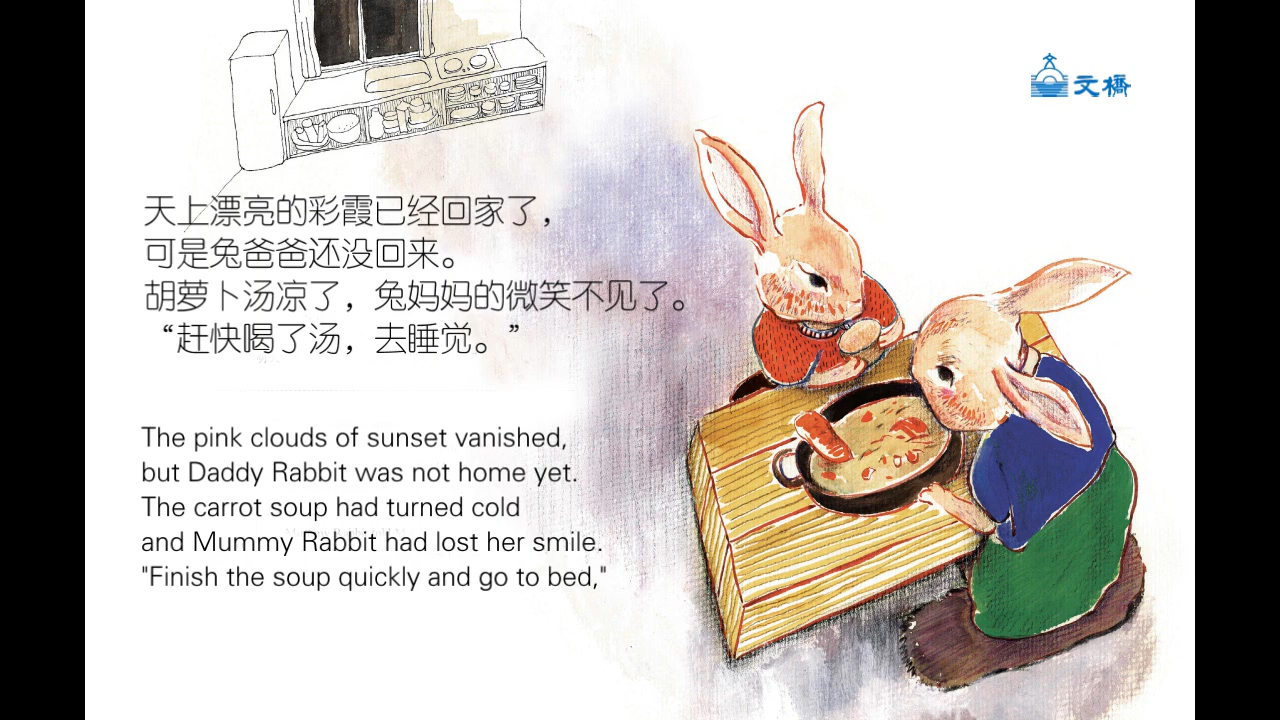 文橋
天上漂亮的彩霞已经回家了，
可是兔爸爸还没回来。
胡萝卜汤凉了，兔妈妈的微笑不见了。
“赶快喝了汤，去睡觉。”
The pink clouds of sunset vanished,
but Daddy Rabbit was not home yet.
The carrot soup had turned cold
and Mummy Rabbit had lost her smile.
"Finish the soup quickly and go to bed,"